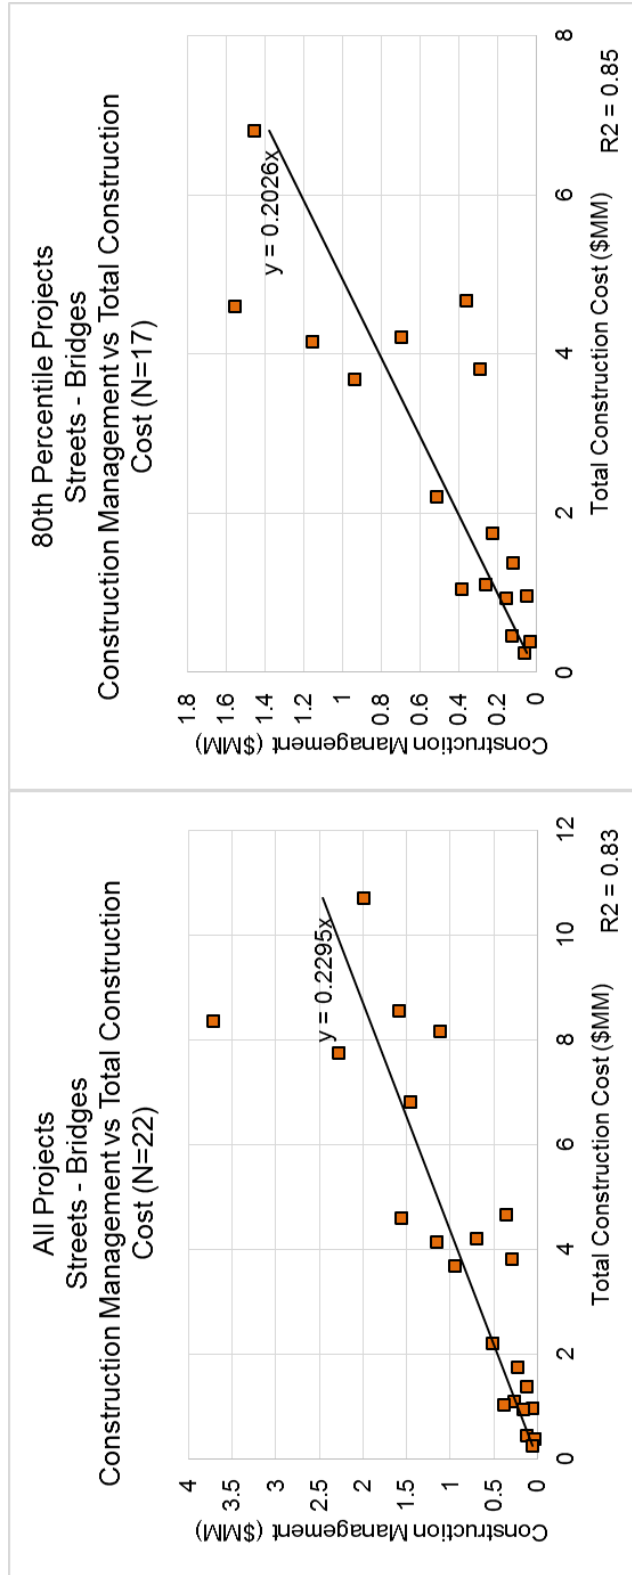 All Projects
Streets - Bridges
Construction Management vs Total Construction
Cost (N=22)
4
3.5
3
2.5
2
1.5
1
0.5
0
Construction Management ($MM)
y = 0.2295x
0
2
4
6
8
10
12
Total Construction Cost ($MM)
R2 = 0.83
80th Percentile Projects
Streets - Bridges
Construction Management vs Total Construction
Cost (N=17)
1.8
1.6
1.4
1.2
1
0.8
0.6
0.4
0.2
0
Construction Management ($MM)
y = 0.2026x
0
2
4
6
8
Total Construction Cost ($MM)
R2 = 0.85